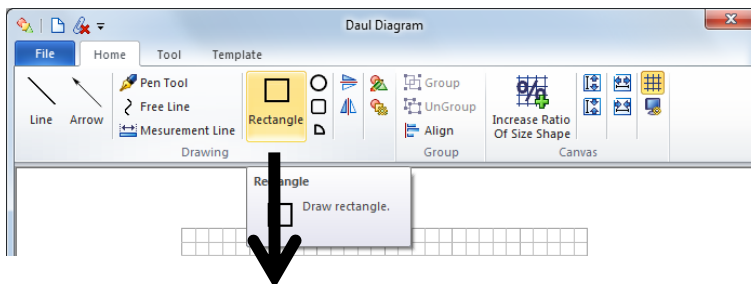 Daul Diagram
File Home Tool Template
Line
Arrow
Pen Tool
Free Line
Mesurement Line
Rectangle
Drawing
Group
UnGroup
Align
Group
Increase Ratio
Of Size Shape
Canvas
Rectangle
Draw rectangle.